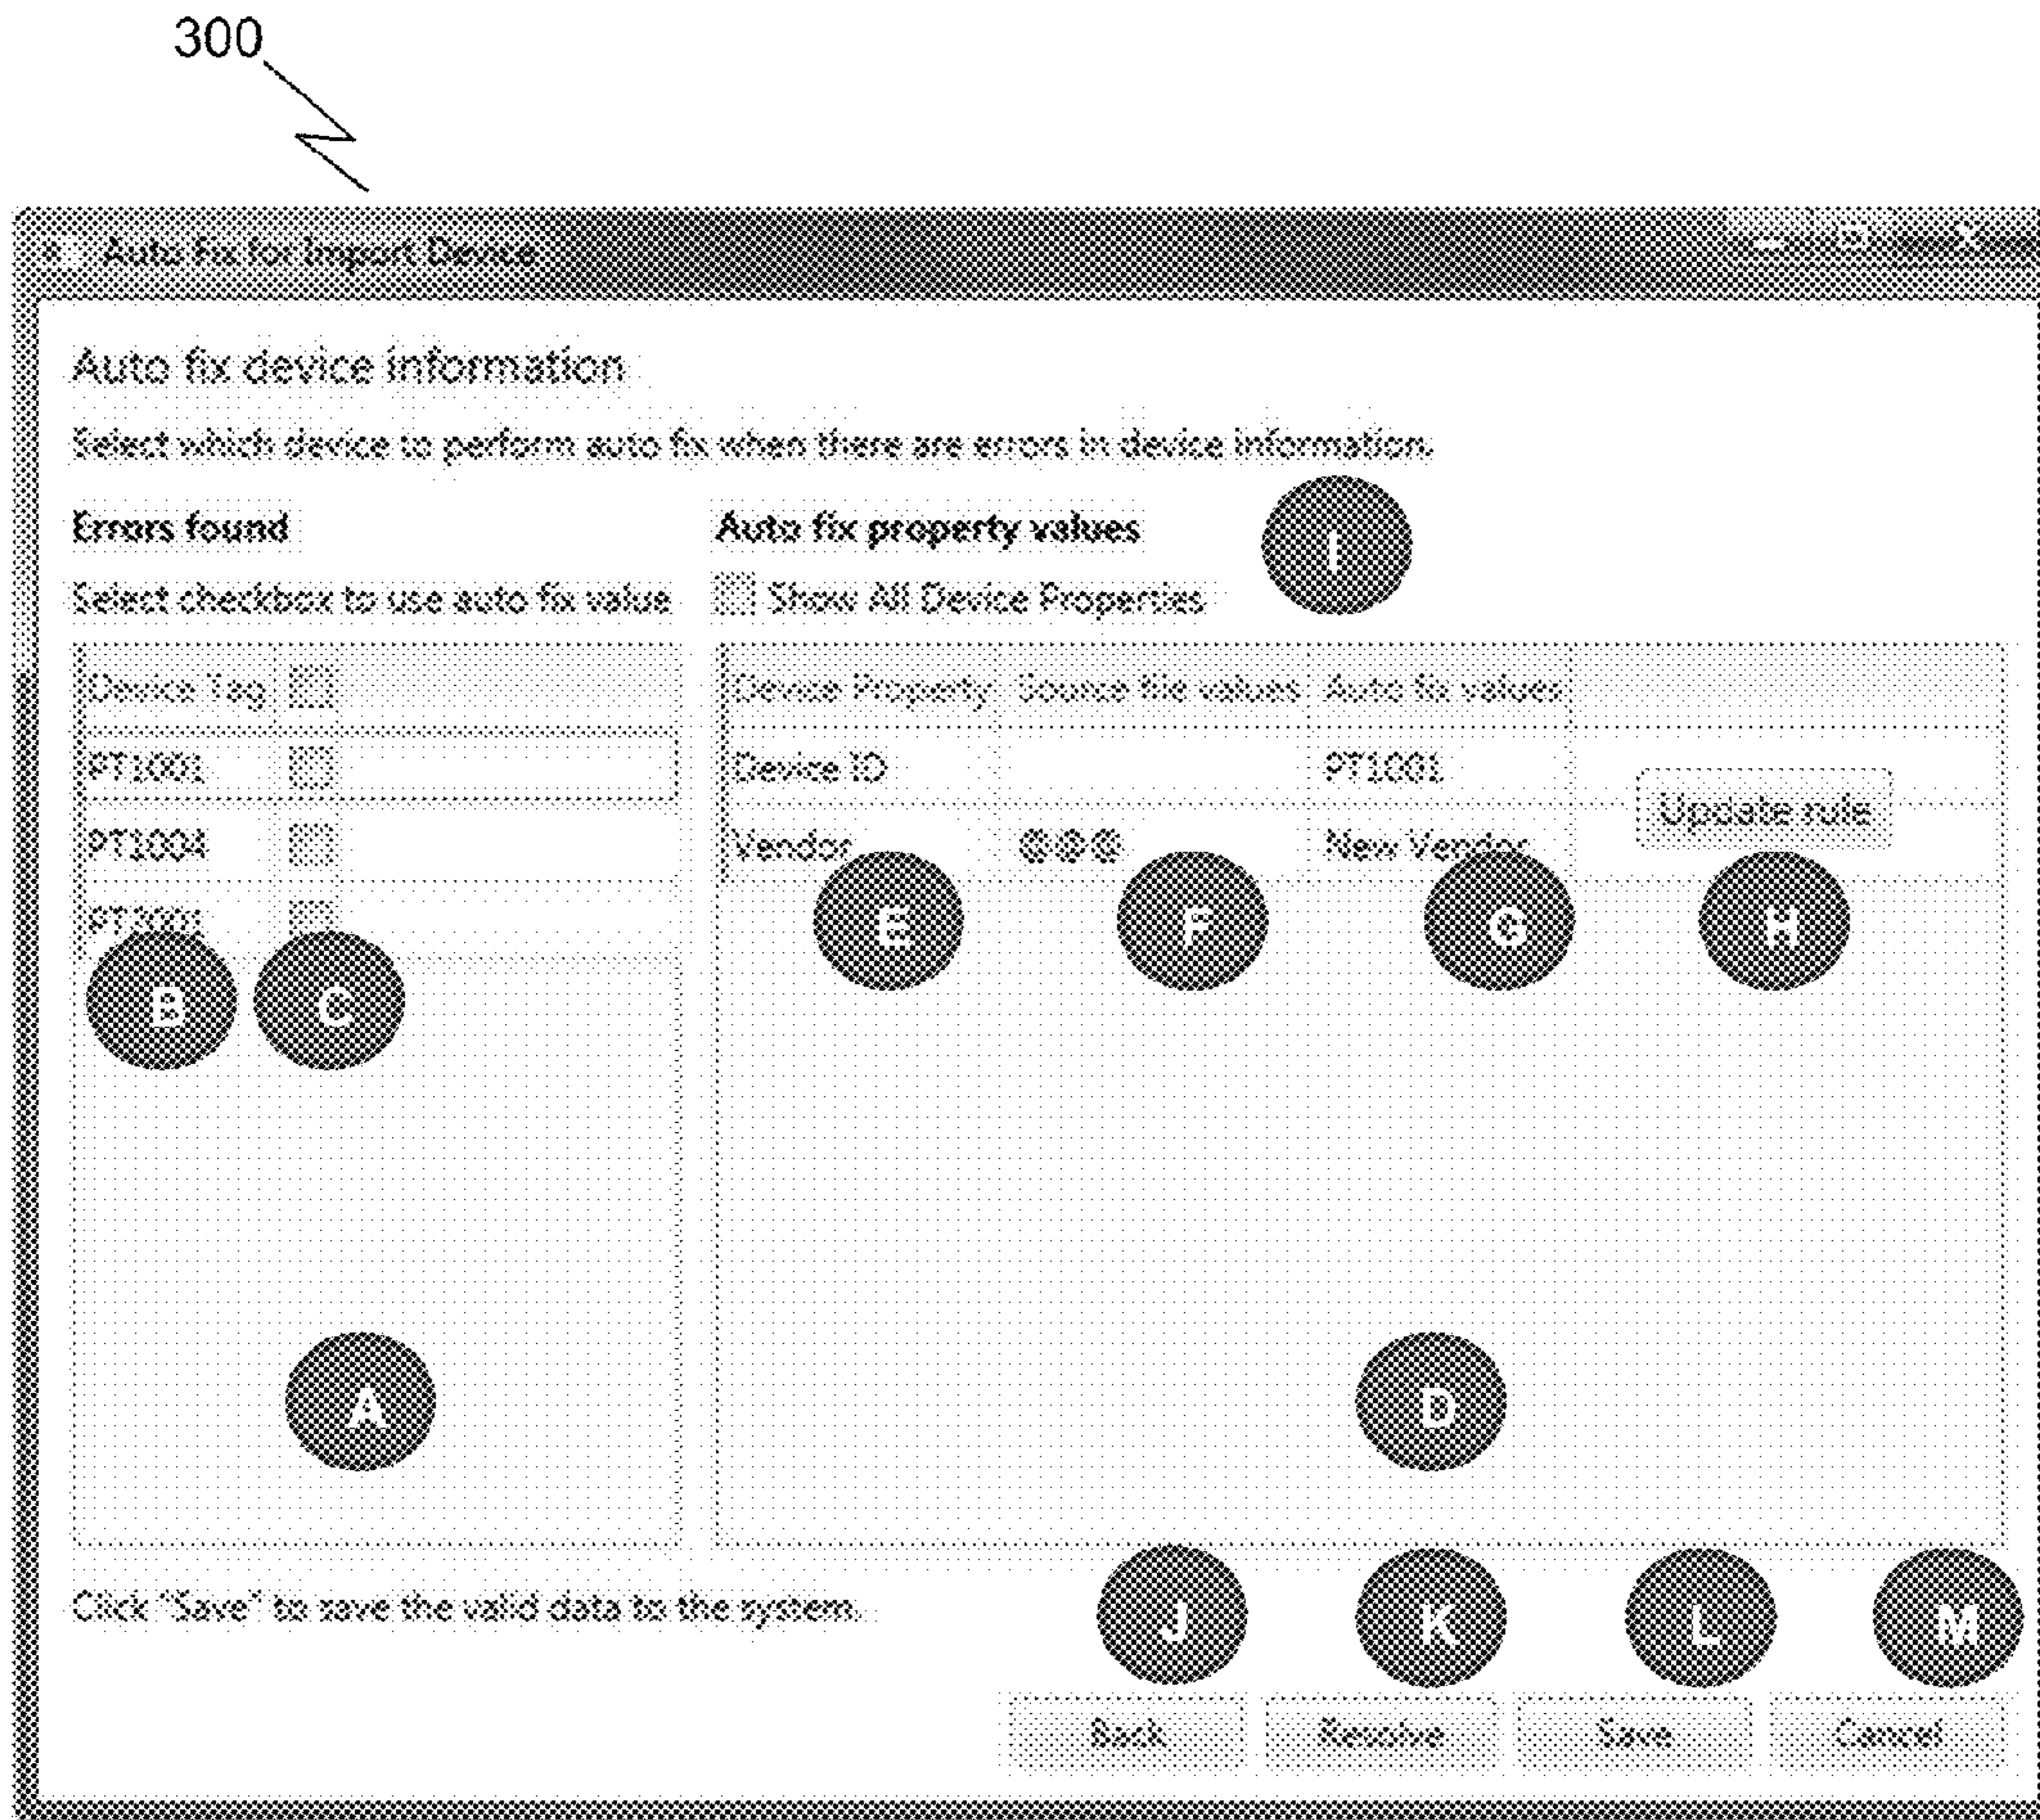 300
Auto Fix for Import Device
Auto fix device information
Select which device to perform auto fix when there are errors in device information.
Errors found
Auto fix property values
I
Select checkbox to use auto fix value
Show All Device Properties
Device Tag
Device Property Source file values Auto fix values
PT1001
Device ID PT1001
Update rule
PT1004
Vendor @@@ New Vendor
E F G H
B C
A D
J K L M
Click "Save" to save the valid data to the system.
Back Resolve Save Cancel